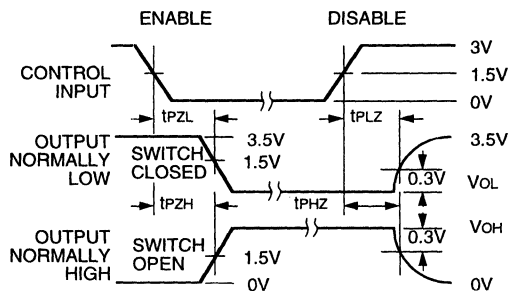 ENABLE DISABLE
3V
CONTROL INPUT 1.5V
0V
tPZL tPLZ
OUTPUT NORMALLY LOW
SWITCH CLOSED
3.5V
1.5V
3.5V
0.3V
VOL
tPZH tPHZ
VOH
0.3V
OUTPUT NORMALLY HIGH
SWITCH OPEN
1.5V
0V
0V